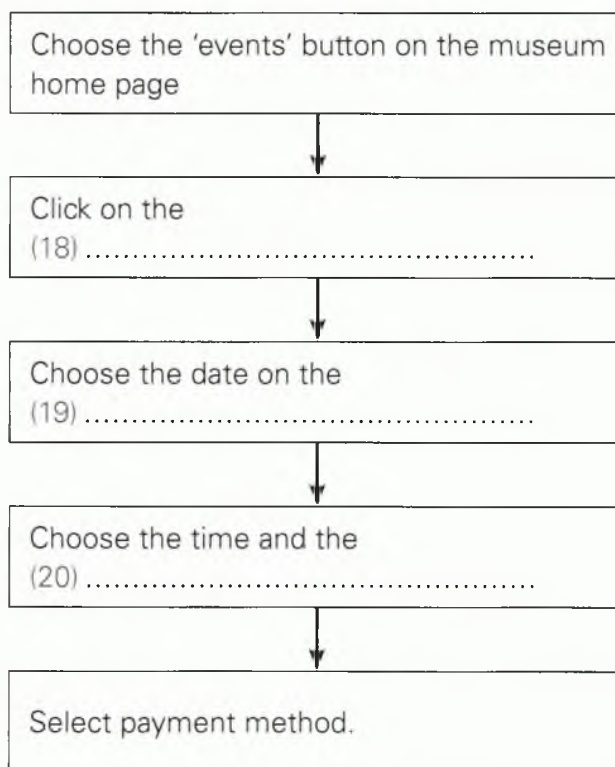 Choose the 'events' button on the museum
home page
Click on the
(18) ................................................
Choose the date on the
(19) ................................................
Choose the time and the
(20) ................................................
Select payment method.